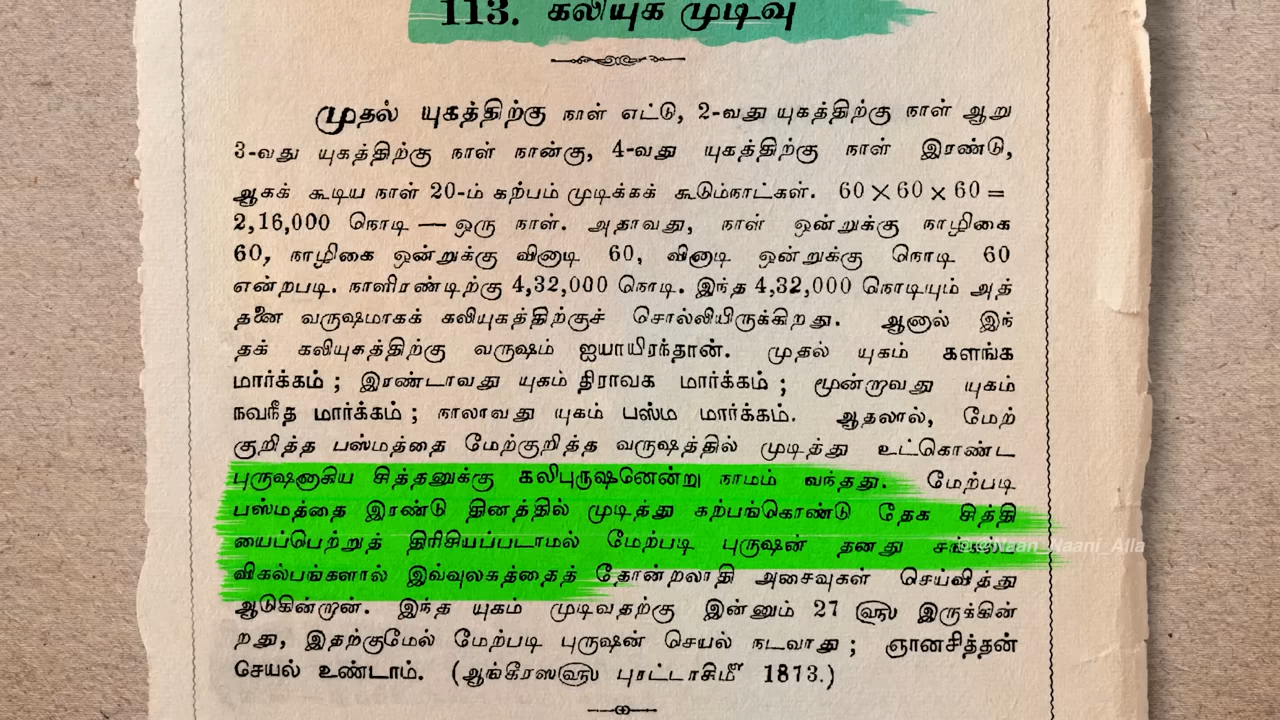 113. கலியுக முடிவு
முதல் யுகத்திற்கு நாள் எட்டு, 2-வது யுகத்திற்கு நாள் ஆறு
3-வது யுகத்திற்கு நாள் நான்கு, 4-வது யுகத்திற்கு நாள் இரண்டு,
ஆகக் கூடிய நாள் 20-ம் கற்பம் முடிக்கக் கூடும்நாட்கள். 60 × 60 × 60 =
2,16,000 நொடி — ஒரு நாள். அதாவது, நாள் ஒன்றுக்கு நாழிகை
60, நாழிகை ஒன்றுக்கு வினாடி 60, வினாடி ஒன்றுக்கு நொடி 60
என்றபடி. நாளிரண்டிற்கு 4,32,000 நொடி. இந்த 4,32,000 நொடியும் அத்
தனை வருஷமாகக் கலியுகத்திற்குச் சொல்லியிருக்கிறது. ஆனால் இந்
தக் கலியுகத்திற்கு வருஷம் ஐயாயிரந்தான். முதல் யுகம் களங்க
மார்க்கம் ; இரண்டாவது யுகம் திராவக மார்க்கம் ; மூன்றாவது யுகம்
நவநீத மார்க்கம் ; நாலாவது யுகம் பஸ்ம மார்க்கம். ஆதலால், மேற்
குறித்த பஸ்மத்தை மேற்குறித்த வருஷத்தில் முடித்து உட்கொண்ட
புருஷனாகிய சித்தனுக்கு கலிபுருஷனென்று நாமம் வந்தது. மேற்படி
பஸ்மத்தை இரண்டு தினத்தில் முடித்து கற்பங்கொண்டு தேக சித்தி
யைப்பெற்றுத் திரிசியப்படாமல் மேற்படி புருஷன் தனது
விகல்பங்களால் இவ்வுலகத்தைத் தோன்றலாதி அசைவுகள் செய்வித்து
ஆடுகின்றான். இந்த யுகம் முடிவதற்கு இன்னும் 27 ௵ இருக்கின்
றது, இதற்குமேல் மேற்படி புருஷன் செயல் நடவாது ; ஞானசித்தன்
செயல் உண்டாம். (ஆங்கீரஸ௵ புரட்டாசி௴ 1873.)
@Naan_Naani_Alla